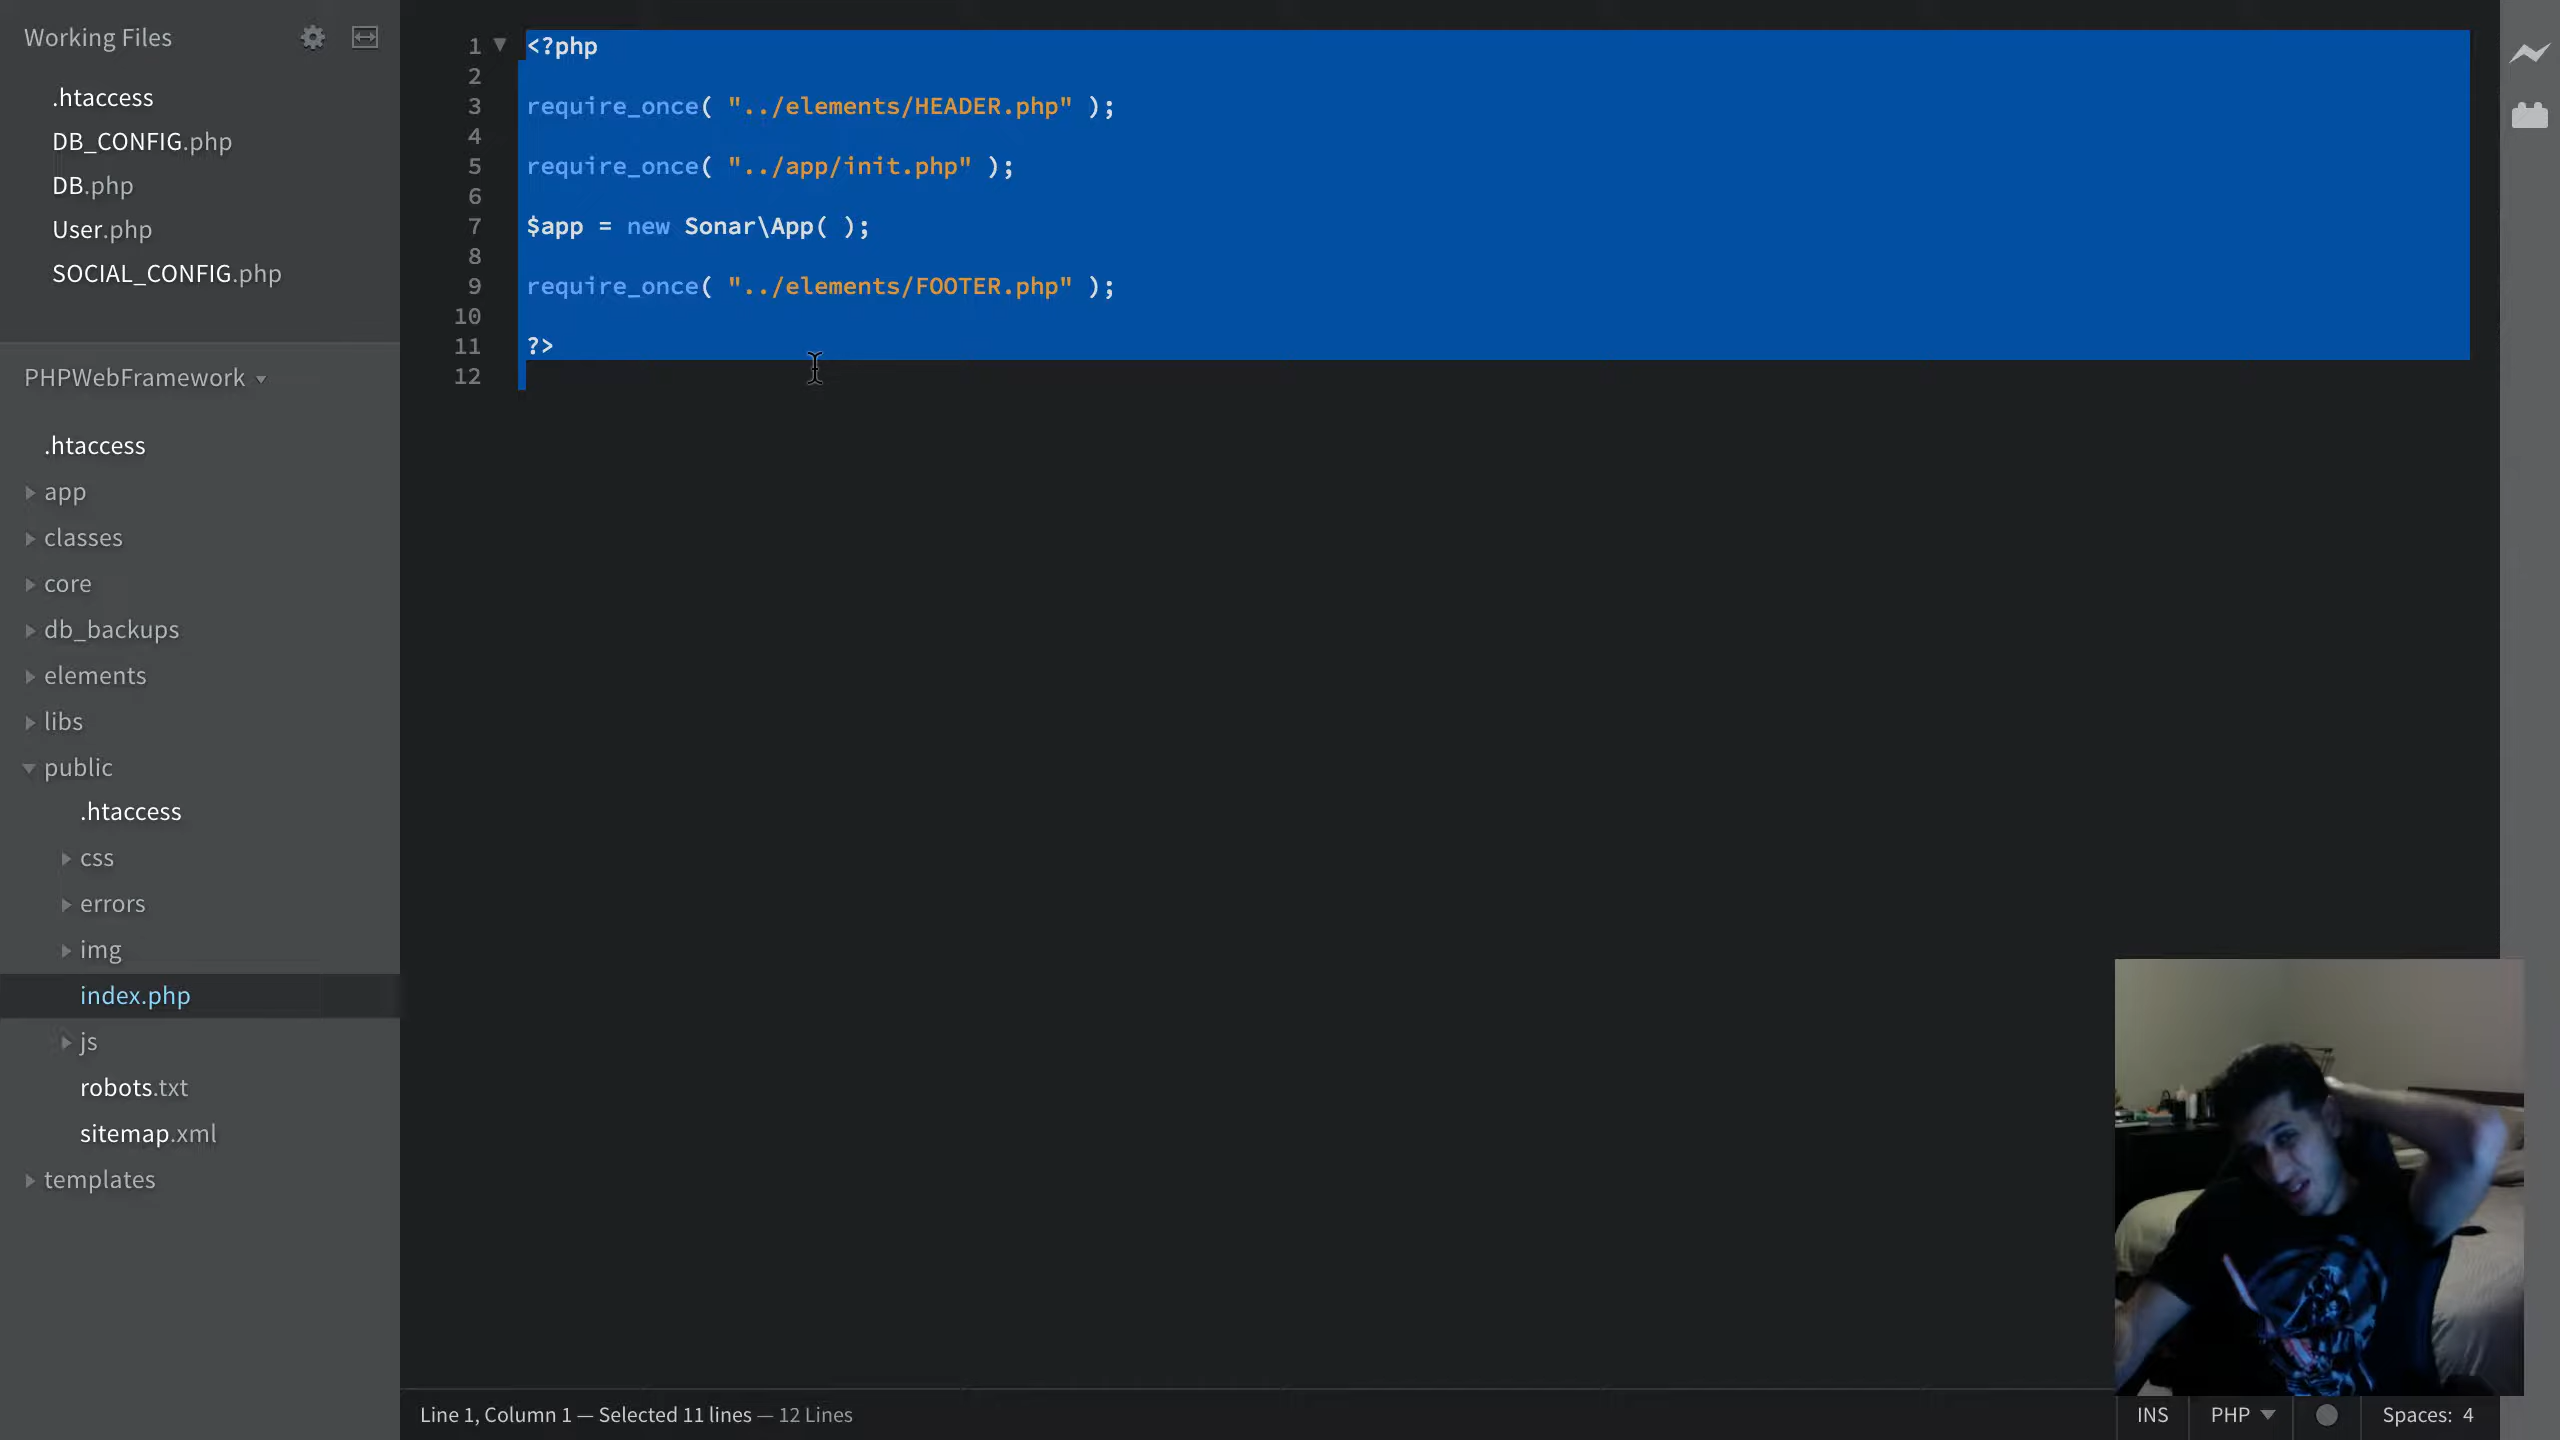 Working Files
.htaccess
DB_CONFIG.php
DB.php
User.php
SOCIAL_CONFIG.php
PHPWebFramework
.htaccess
app
classes
core
db_backups
elements
libs
public
.htaccess
css
errors
img
index.php
js
robots.txt
sitemap.xml
templates
1 <?php
2
3 require_once( "../elements/HEADER.php" );
4
5 require_once( "../app/init.php" );
6
7 $app = new Sonar\App( );
8
9 require_once( "../elements/FOOTER.php" );
10
11 ?>
12
Line 1, Column 1 — Selected 11 lines — 12 Lines
INS PHP Spaces: 4